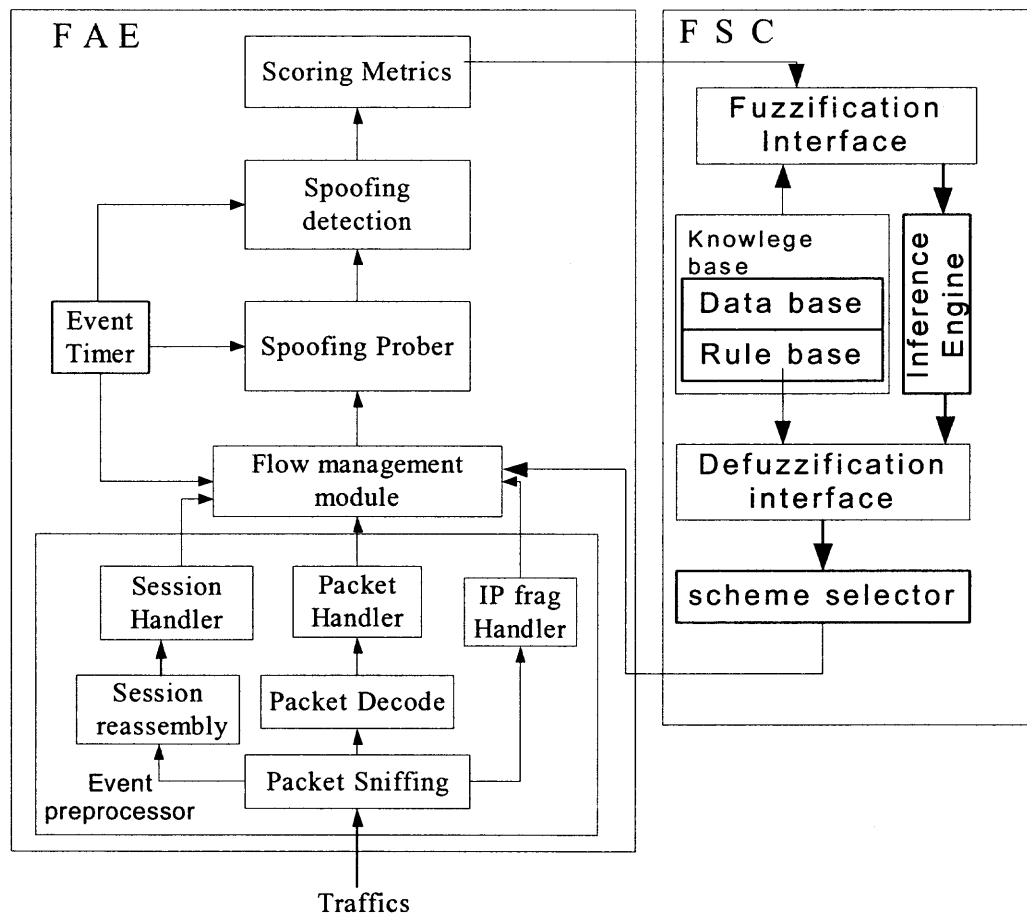 F A E
F S C
Scoring Metrics
Fuzzification
Interface
Spoofing
detection
Knowlege
base
Data base
Rule base
Inference
Engine
Event
Timer
Spoofing Prober
Flow management
module
Defuzzification
interface
Session
Handler
Packet
Handler
IP frag
Handler
scheme selector
Session
reassembly
Packet Decode
Event
preprocessor
Packet Sniffing
Traffics